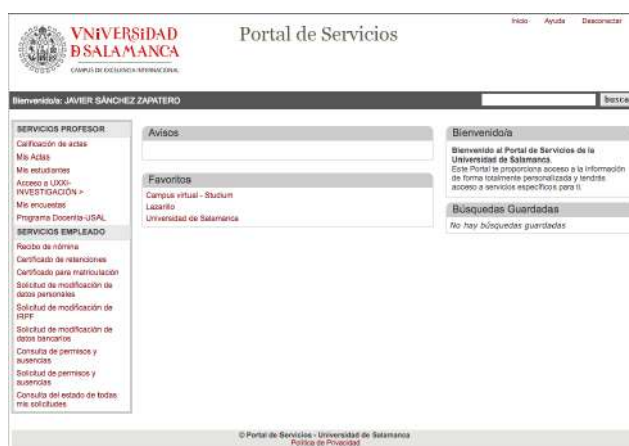 VNiVERSiDAD
D SALAMANCA
CAMPUS DE EXCELENCIA INTERNACIONAL
Portal de Servicios
Inicio Ayuda Desconectar
Bienvenido/a: JAVIER SÁNCHEZ ZAPATERO
busca
SERVICIOS PROFESOR
Calificación de actas
Mis Actas
Mis estudiantes
Acceso a UXXI-
INVESTIGACIÓN >
Mis encuestas
Programa Docentia-USAL
SERVICIOS EMPLEADO
Recibo de nómina
Certificado de retenciones
Certificado para matriculación
Solicitud de modificación de
datos personales
Solicitud de modificación de
IRPF
Solicitud de modificación de
datos bancarios
Consulta de permisos y
ausencias
Solicitud de permisos y
ausencias
Consulta del estado de todas
mis solicitudes
Avisos
Favoritos
Campus virtual - Studium
Lazarillo
Universidad de Salamanca
Bienvenido/a
Bienvenido al Portal de Servicios de la
Universidad de Salamanca.
Este Portal te proporciona acceso a la información
de forma totalmente personalizada y tendrás
acceso a servicios específicos para ti.
Búsquedas Guardadas
No hay búsquedas guardadas
© Portal de Servicios - Universidad de Salamanca
Política de Privacidad